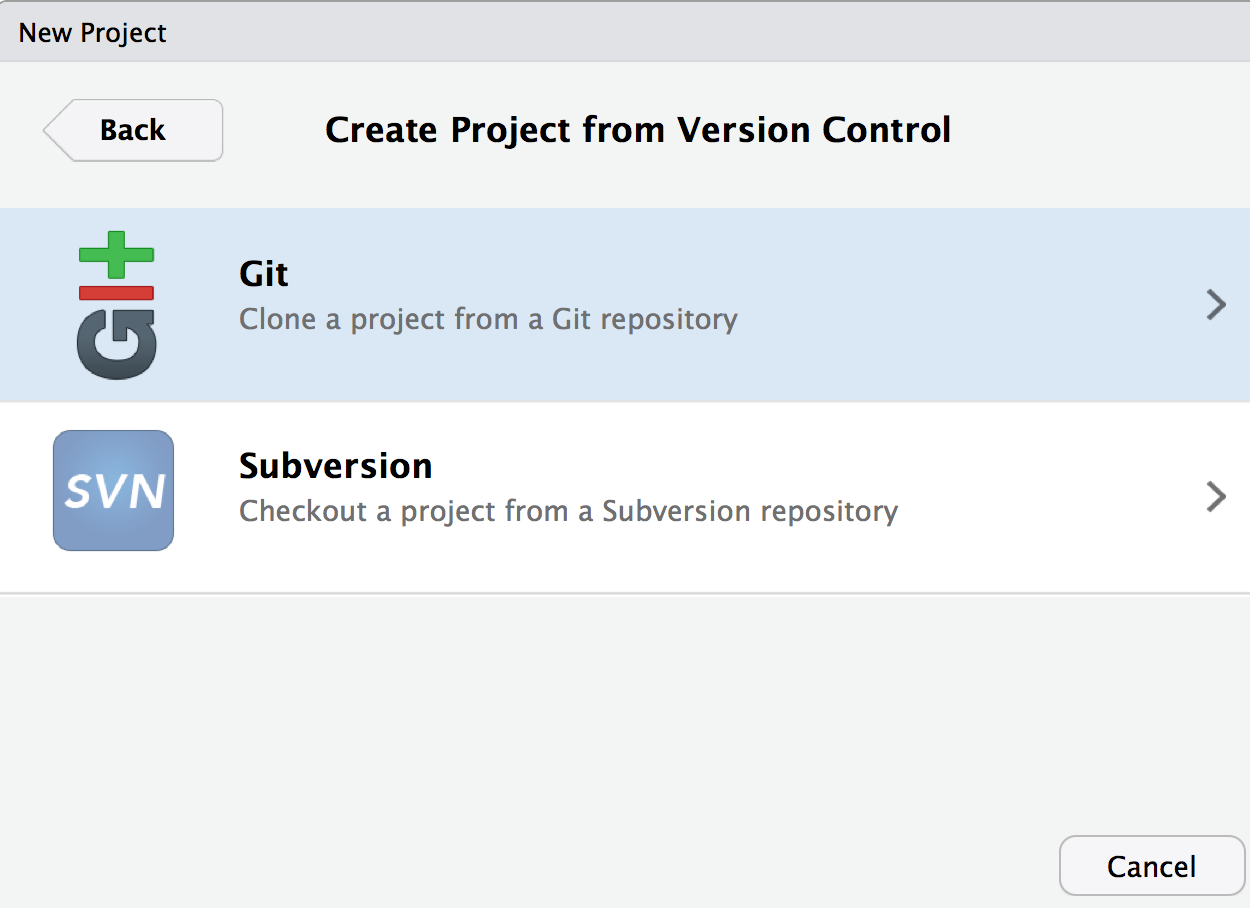 New Project
Back
Create Project from Version Control
Git
Git
Clone a project from a Git repository
SVN
Subversion
Checkout a project from a Subversion repository
Cancel